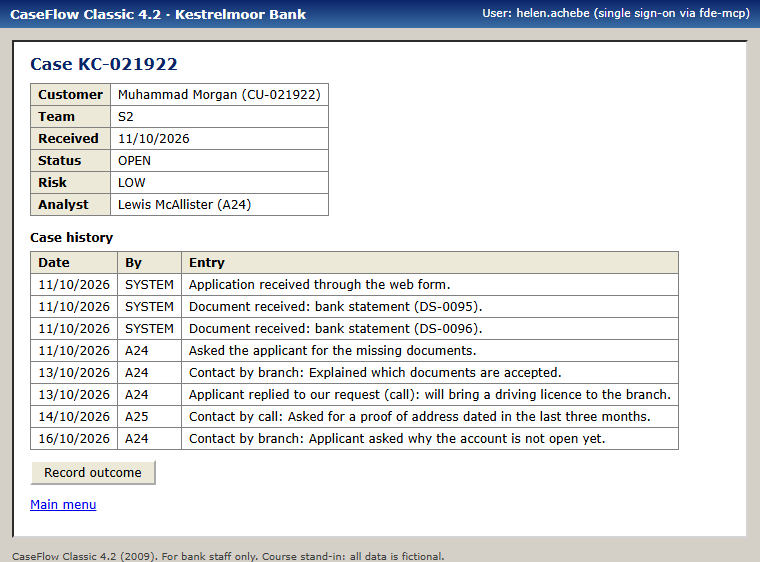 CaseFlow Classic 4.2 - Kestrelmoor Bank
User: helen.achebe (single sign-on via fde-mcp)
Case KC-021922
Customer Muhammad Morgan (CU-021922)
Team S2
Received 11/10/2026
Status OPEN
Risk LOW
Analyst Lewis McAllister (A24)
Case history
Date By Entry
11/10/2026 SYSTEM Application received through the web form.
11/10/2026 SYSTEM Document received: bank statement (DS-0095).
11/10/2026 SYSTEM Document received: bank statement (DS-0096).
11/10/2026 A24 Asked the applicant for the missing documents.
13/10/2026 A24 Contact by branch: Explained which documents are accepted.
13/10/2026 A24 Applicant replied to our request (call): will bring a driving licence to the branch.
14/10/2026 A25 Contact by call: Asked for a proof of address dated in the last three months.
16/10/2026 A24 Contact by branch: Applicant asked why the account is not open yet.
Record outcome
Main menu
CaseFlow Classic 4.2 (2009). For bank staff only. Course stand-in: all data is fictional.